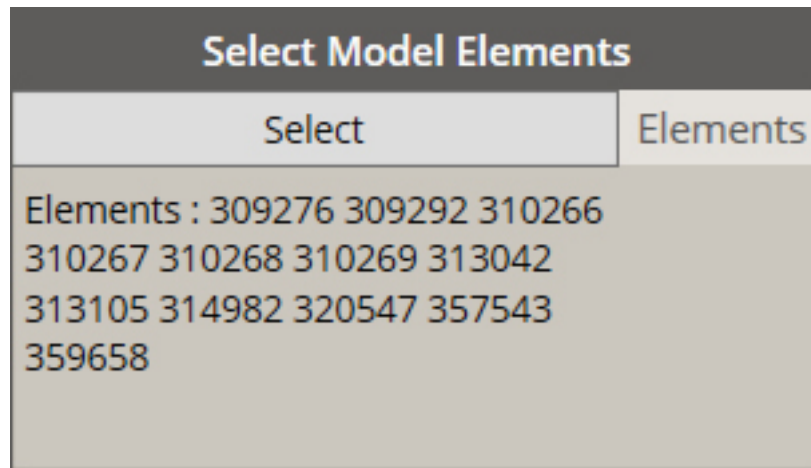 Select Model Elements
Select
Elements
Elements : 309276 309292 310266
310267 310268 310269 313042
313105 314982 320547 357543
359658